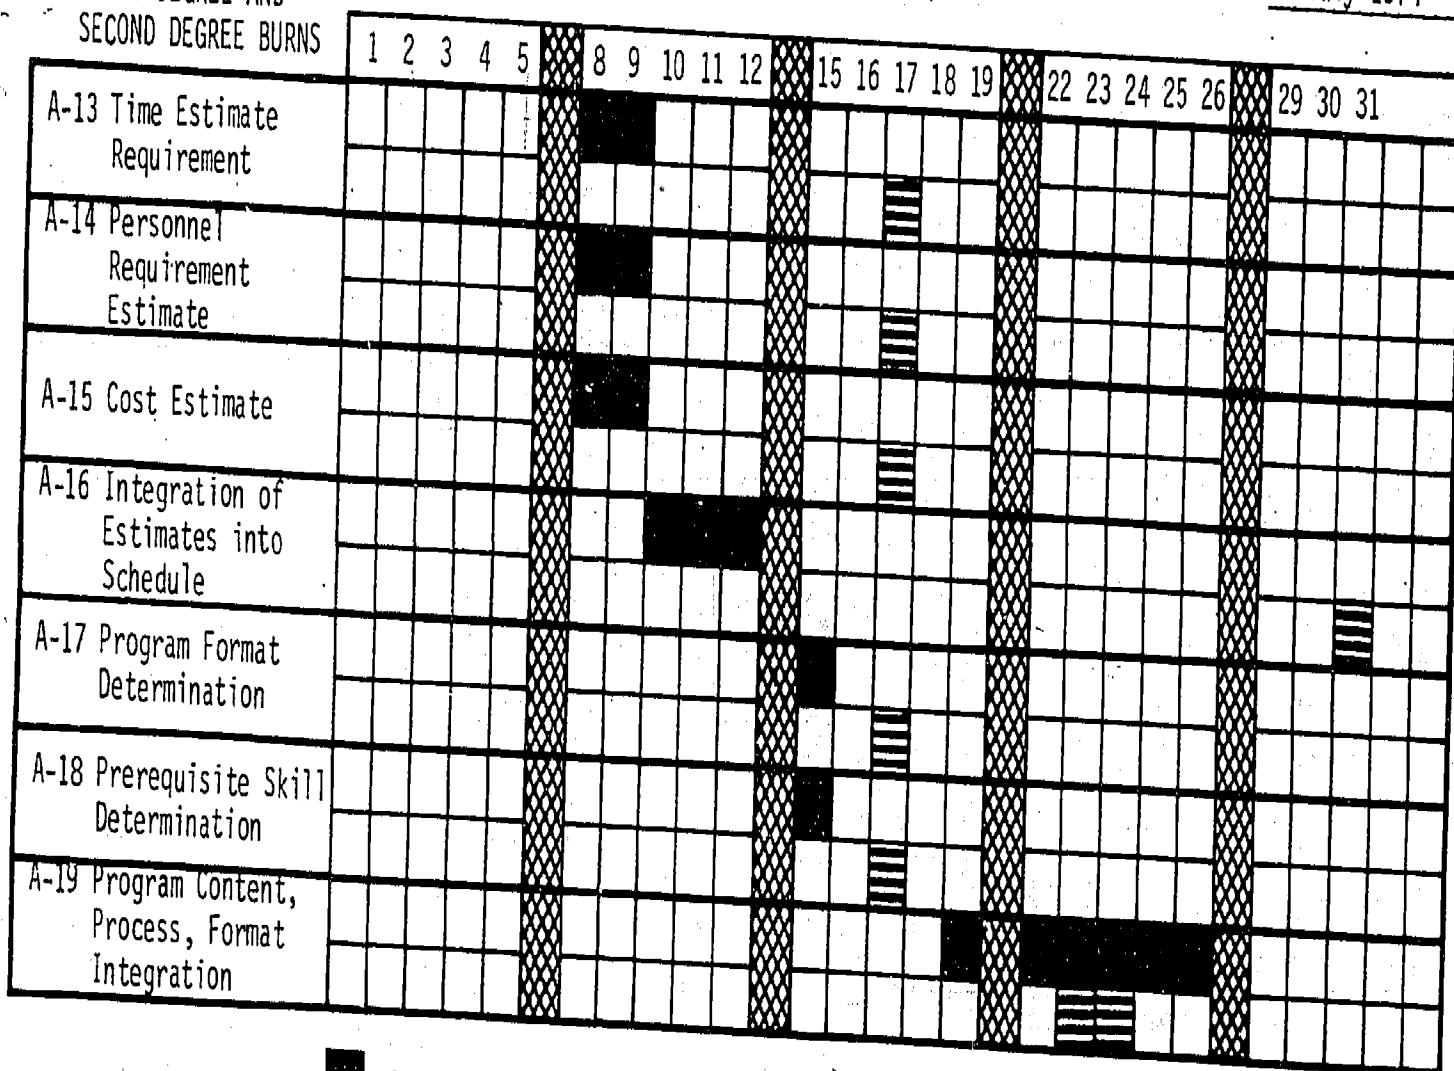 SECOND DEGREE BURNS
1 2 3 4 5 8 9 10 11 12 15 16 17 18 19 22 23 24 25 26 29 30 31
A-13 Time Estimate
Requirement
A-14 Personnel
Requirement
Estimate
A-15 Cost Estimate
A-16 Integration of
Estimates into
Schedule
A-17 Program Format
Determination
A-18 Prerequisite Skill
Determination
A-19 Program Content,
Process, Format
Integration